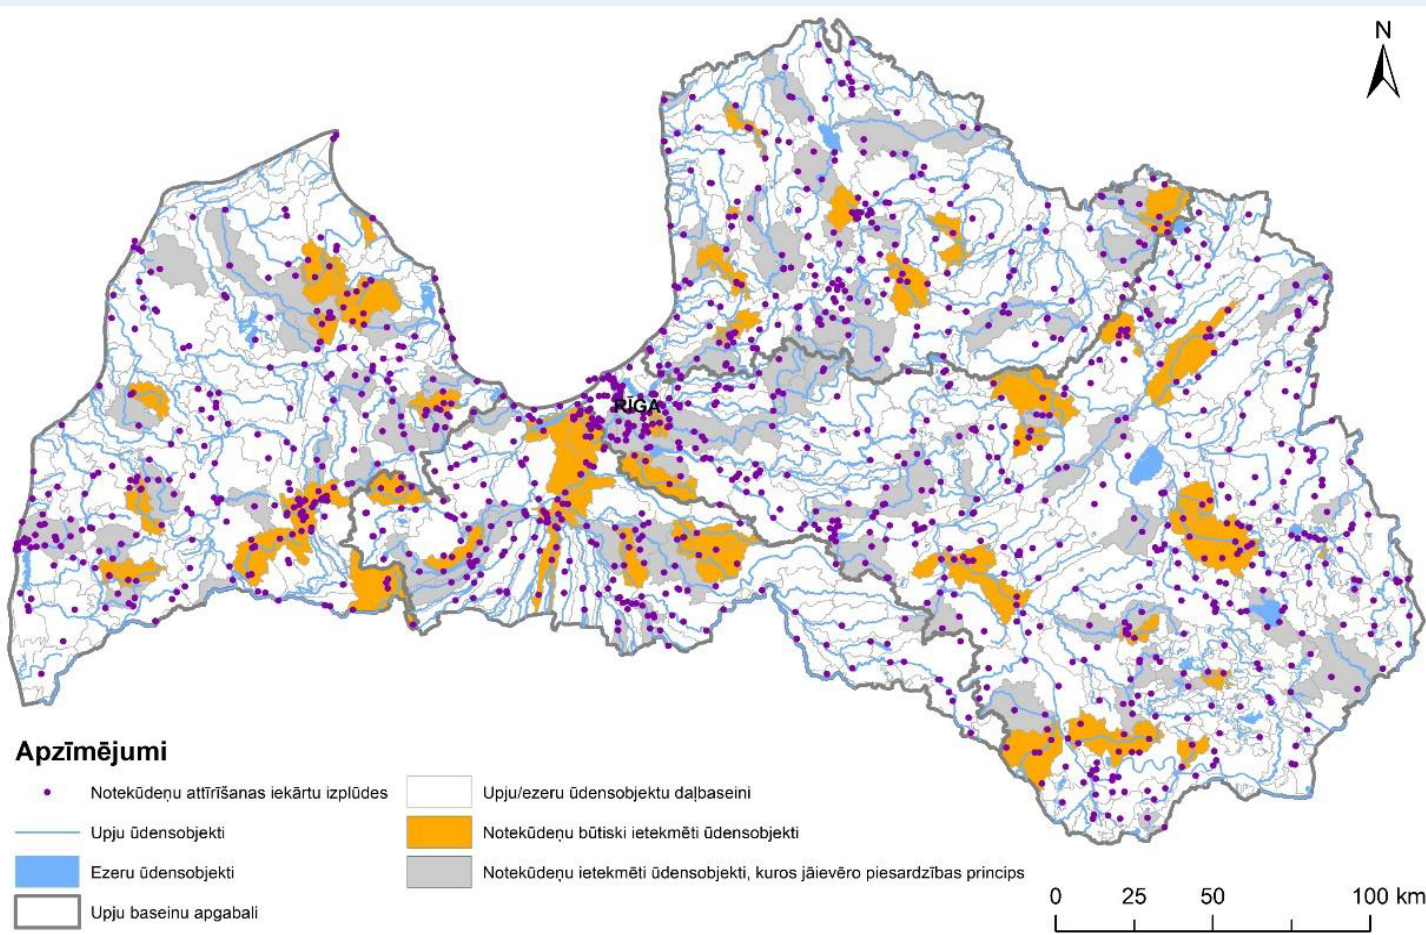 N
RĪGA
Apzīmējumi
Notekūdeņu attīrīšanas iekārtu izplūdes
Upju/ezeru ūdensobjektu daļbaseini
Upju ūdensobjekti
Notekūdeņu būtiski ietekmēti ūdensobjekti
Ezeru ūdensobjekti
Notekūdeņu ietekmēti ūdensobjekti, kuros jāievēro piesardzības princips
Upju baseinu apgabali
0 25 50 100 km